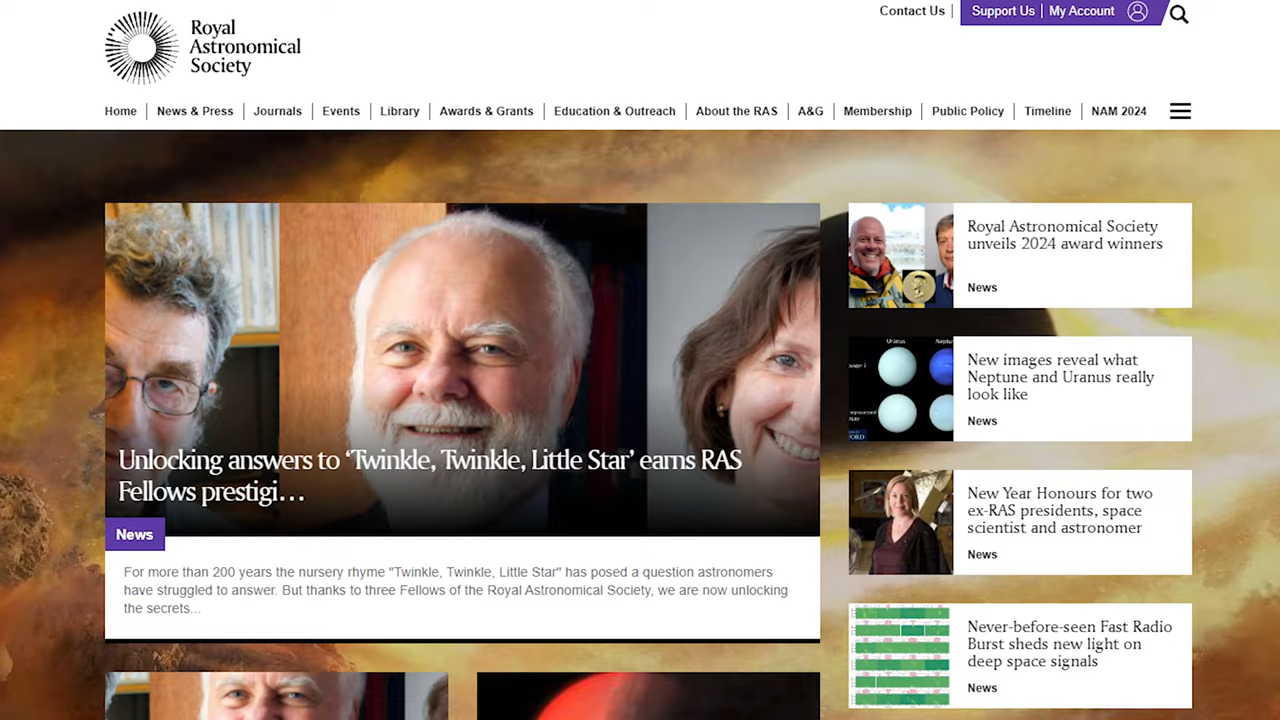 Royal
Astronomical
Society
Contact Us
Support Us
My Account
Home
News & Press
Journals
Events
Library
Awards & Grants
Education & Outreach
About the RAS
A&G
Membership
Public Policy
Timeline
NAM 2024
Unlocking answers to ‘Twinkle, Twinkle, Little Star’ earns RAS
Fellows prestigi…
News
For more than 200 years the nursery rhyme "Twinkle, Twinkle, Little Star" has posed a question astronomers
have struggled to answer. But thanks to three Fellows of the Royal Astronomical Society, we are now unlocking
the secrets...
Royal Astronomical Society
unveils 2024 award winners
News
Uranus
New images reveal what
Neptune and Uranus really
look like
News
New Year Honours for two
ex-RAS presidents, space
scientist and astronomer
News
Never-before-seen Fast Radio
Burst sheds new light on
deep space signals
News